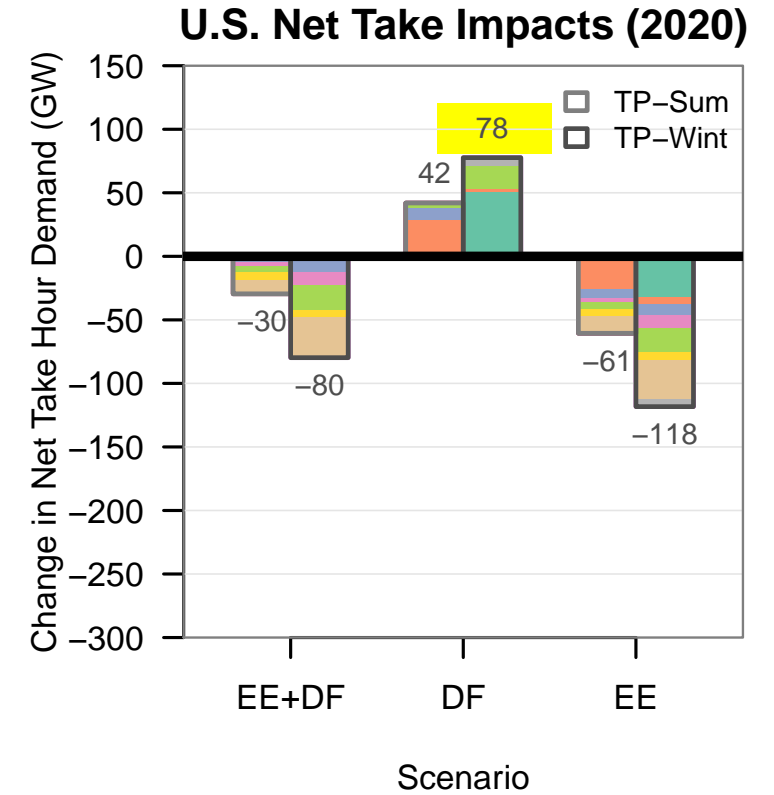 U.S. Net Take Impacts (2020)
Change in Net Take Hour Demand (GW)
150
100
50
0
−50
−100
−150
−200
−250
−300
TP−Sum
TP−Wint
78
42
−30
−80
−61
−118
EE+DF
DF
EE
Scenario